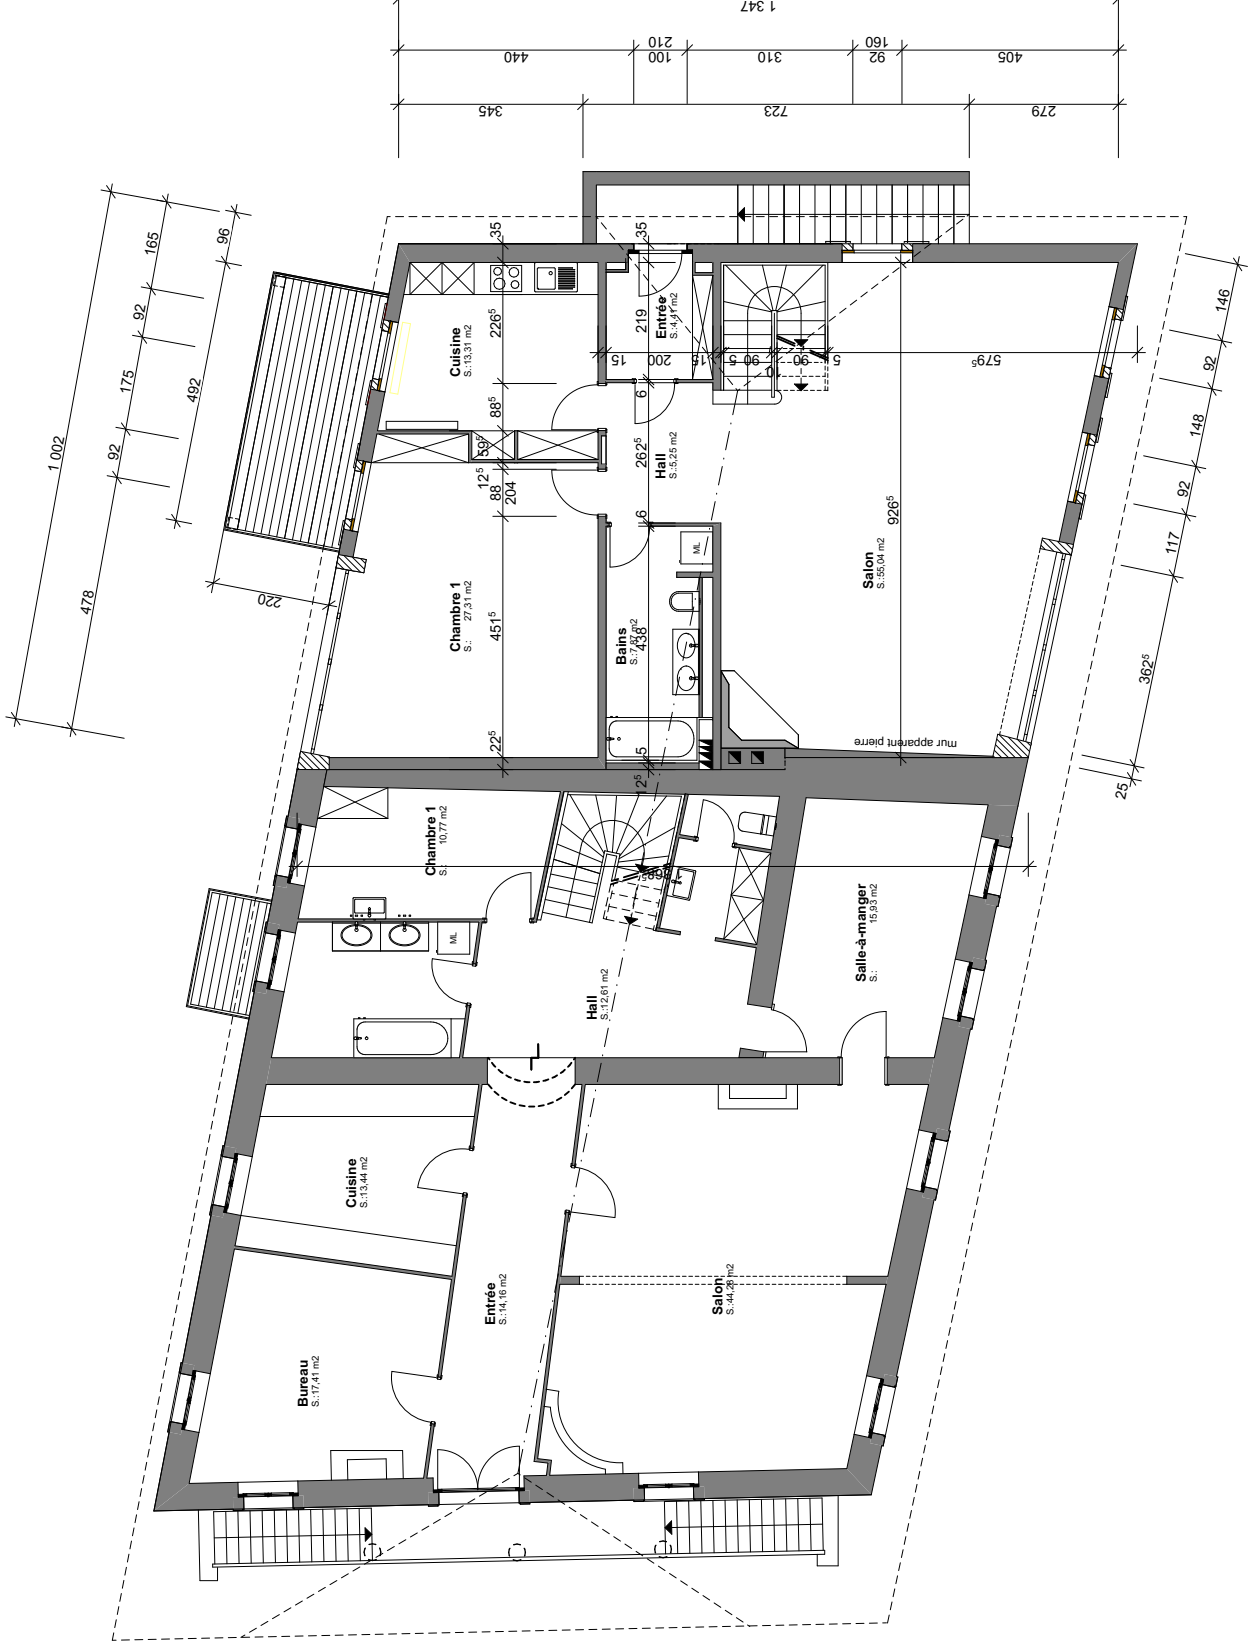 1 347
440
100
210
310
92
160
405
345
723
279
1 002
165
92
175
92
478
96
492
220
146
92
148
92
117
362⁵
25
35
226⁵
88⁵
59⁵
12⁵
88
204
451⁵
22⁵
35
219
6
262⁵
6
438
5
12⁵
15
200
15
5
90
10
90
5
579⁵
926⁵
Cuisine
S.:13,31 m2
Entrée
S.:4,41 m2
Hall
S.:5,25 m2
Chambre 1
S.: 27,31 m2
Bains
S.:7,87 m2
ML
Salon
S.:55,04 m2
mur apparent pierre
Chambre 1
S.: 10,77 m2
ML
Hall
S.:12,61 m2
Salle-à-manger
S.: 15,93 m2
Cuisine
S.:13,44 m2
Entrée
S.:14,16 m2
Bureau
S.:17,41 m2
Salon
S.:44,28 m2